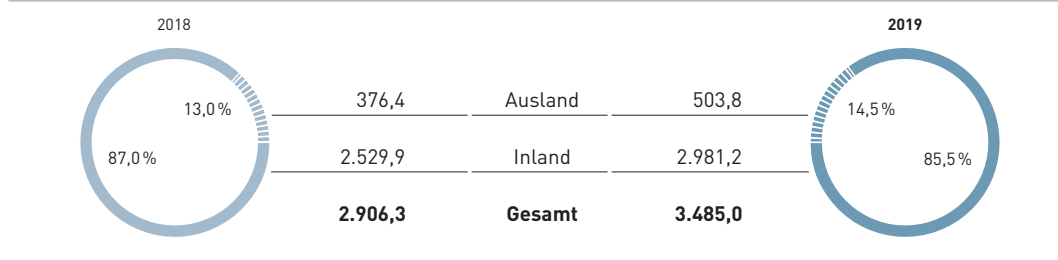 2018 2019
13,0 % 376,4 Ausland 503,8 14,5 %
87,0 % 2.529,9 Inland 2.981,2 85,5 %
2.906,3 Gesamt 3.485,0